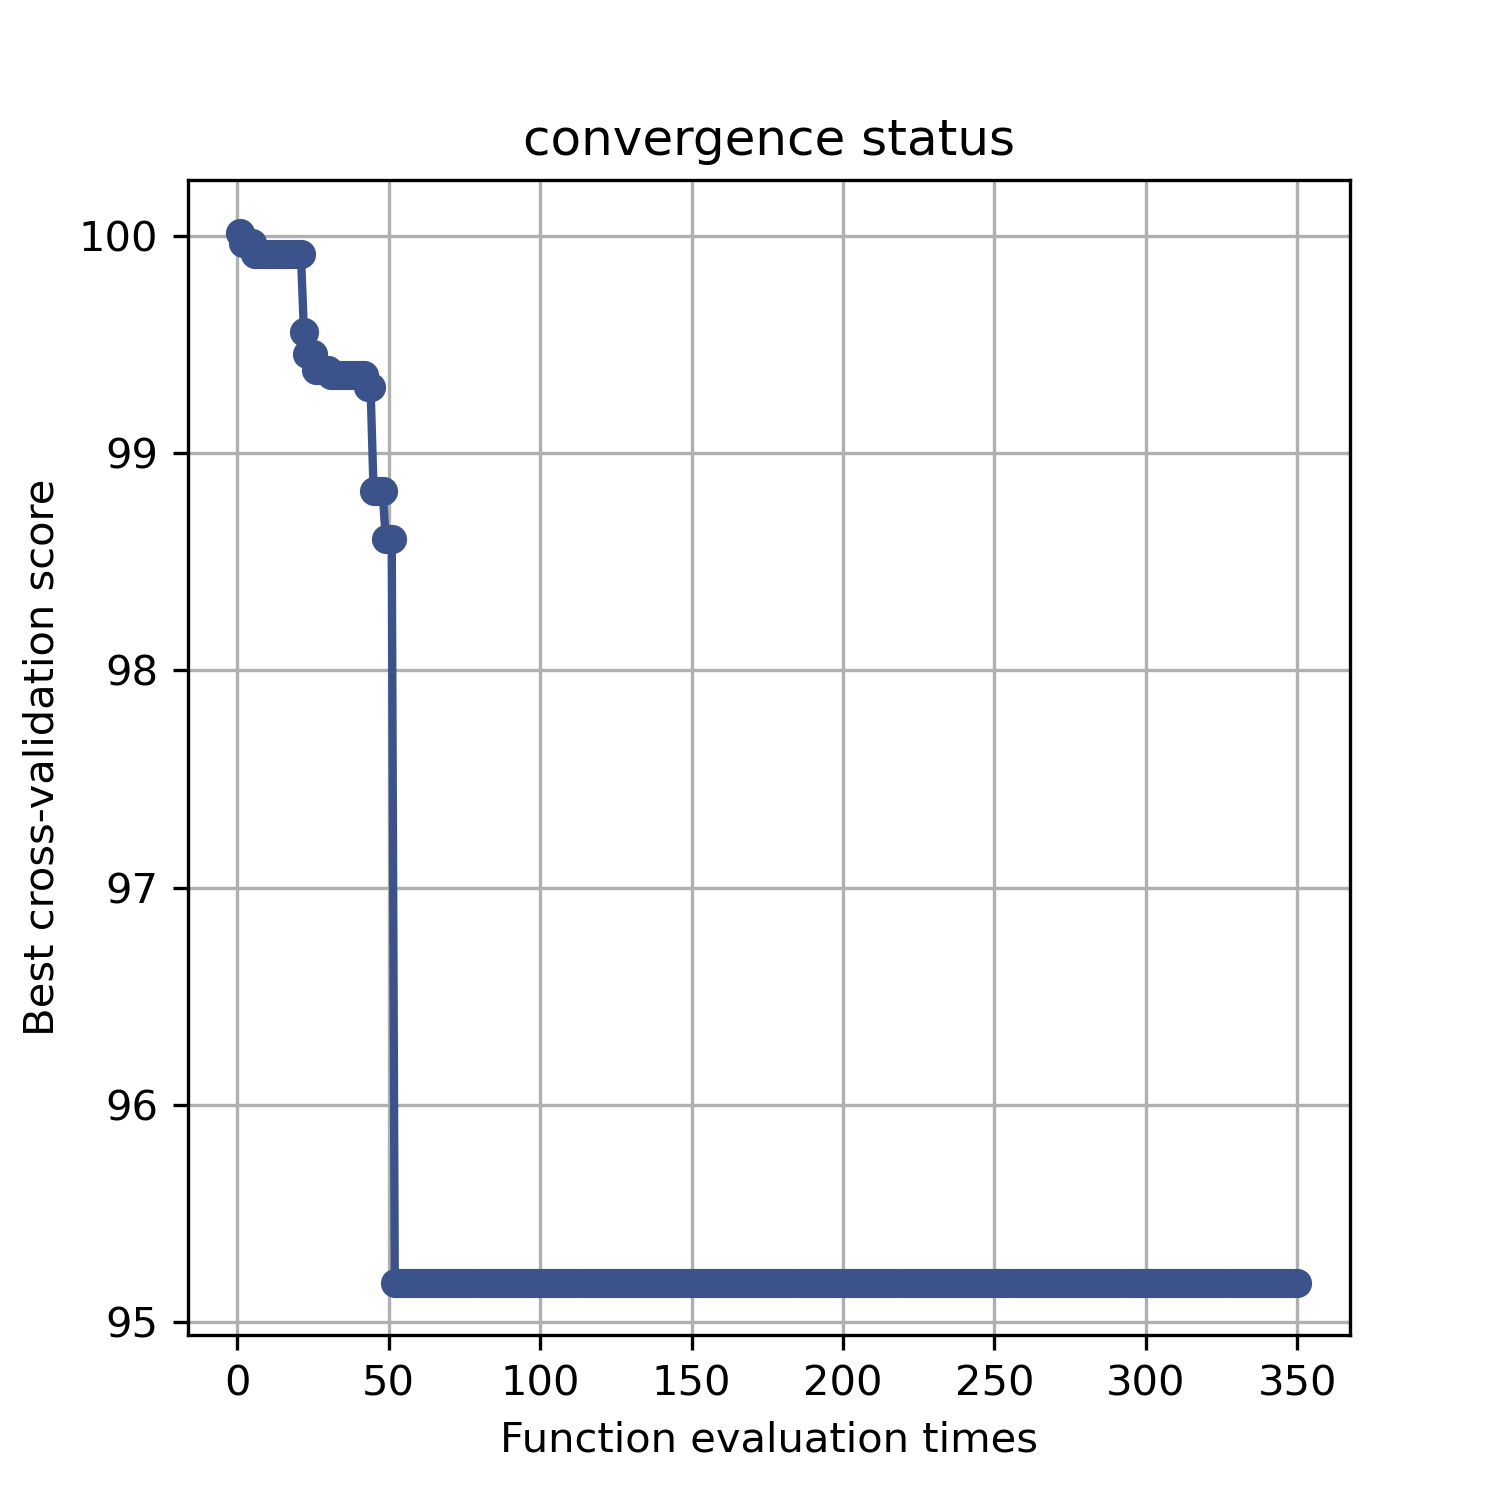 convergence status
Best cross-validation score
100
99
98
97
96
95
0 50 100 150 200 250 300 350
Function evaluation times